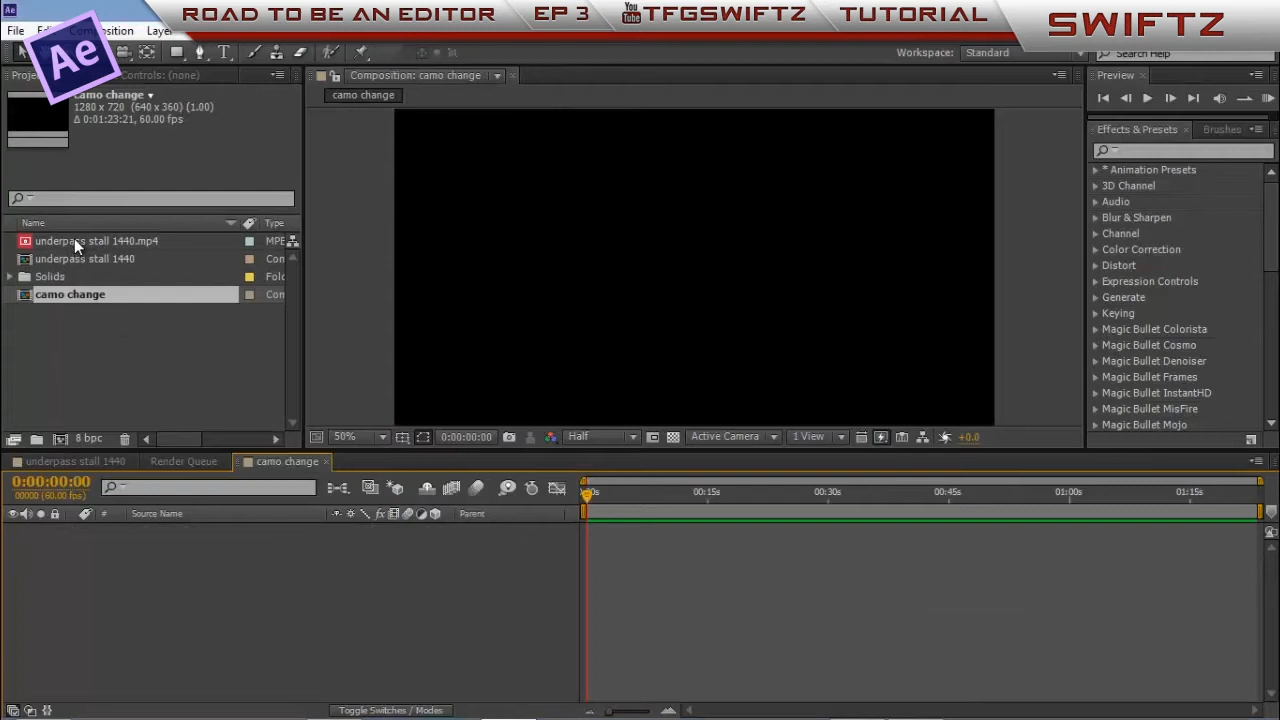 ROAD TO BE AN EDITOR EP 3 You Tube TFGSWIFTZ TUTORIAL SWIFTZ
Ae
File Composition Laye
Ae
Workspace: Standard Search Help
Controls: (none)
Composition: camo change
Preview
camo change
1280 x 720 (640 x 360) (1.00)
Δ 0:01:23:21, 60.00 fps
camo change
Effects & Presets Brushes
* Animation Presets
3D Channel
Audio
Blur & Sharpen
Channel
Color Correction
Distort
Expression Controls
Generate
Keying
Magic Bullet Colorista
Magic Bullet Cosmo
Magic Bullet Denoiser
Magic Bullet Frames
Magic Bullet InstantHD
Magic Bullet MisFire
Magic Bullet Mojo
Name Type
underpass stall 1440.mp4 MPE
underpass stall 1440 Con
Solids Fold
camo change Con
8 bpc
50% 0:00:00:00 Half Active Camera 1 View +0.0
underpass stall 1440 Render Queue camo change
0:00:00:00
00000 (60.00 fps)
00s 00:15s 00:30s 00:45s 01:00s 01:15s
# Source Name fx Parent
Toggle Switches / Modes